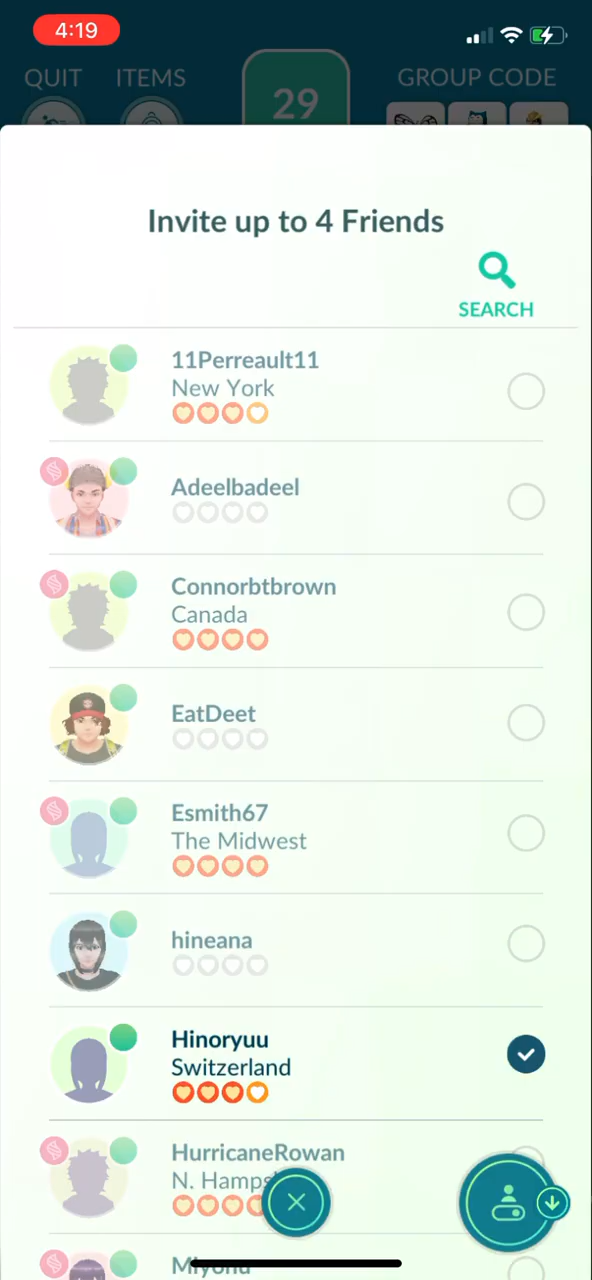 4:19
QUIT ITEMS 29 GROUP CODE
Invite up to 4 Friends
SEARCH
11Perreault11
New York
Adeelbadeel
Connorbtbrown
Canada
EatDeet
Esmith67
The Midwest
hineana
Hinoryuu
Switzerland
HurricaneRowan
N. Hamps